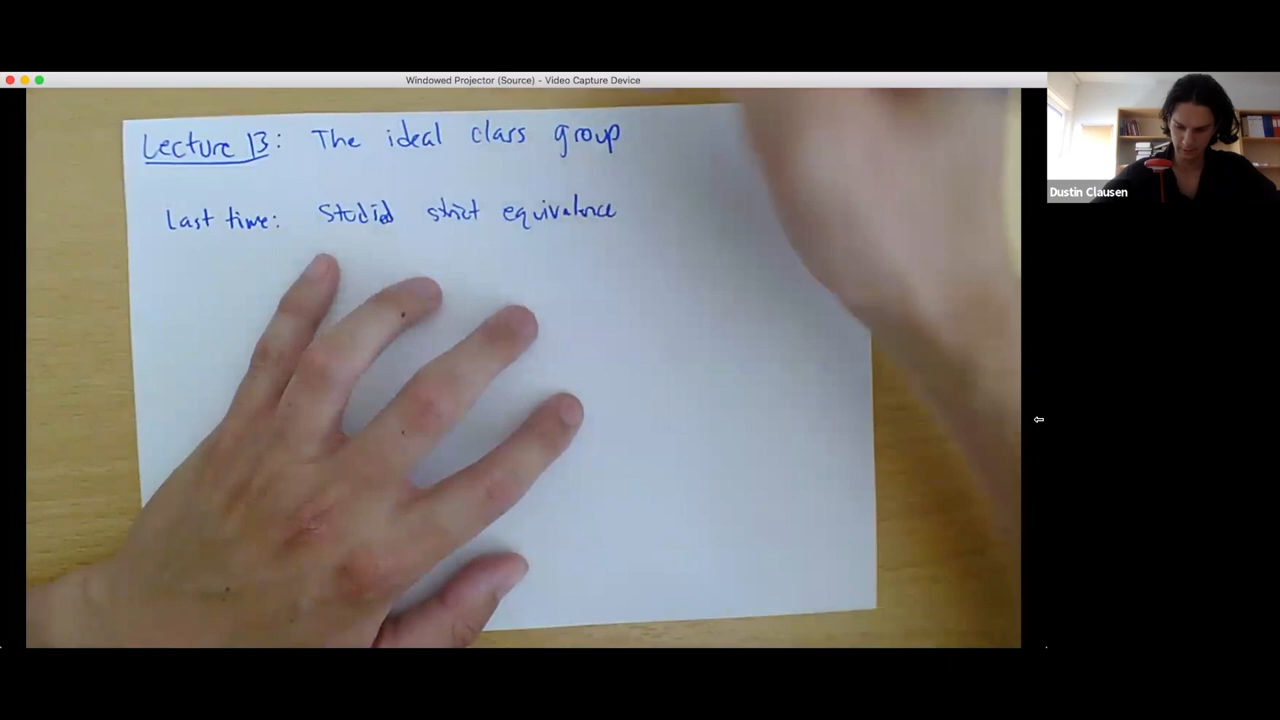 Windowed Projector (Source) - Video Capture Device
Lecture 13: The ideal class group
Last time: Studied strict equivalence
Dustin Clausen